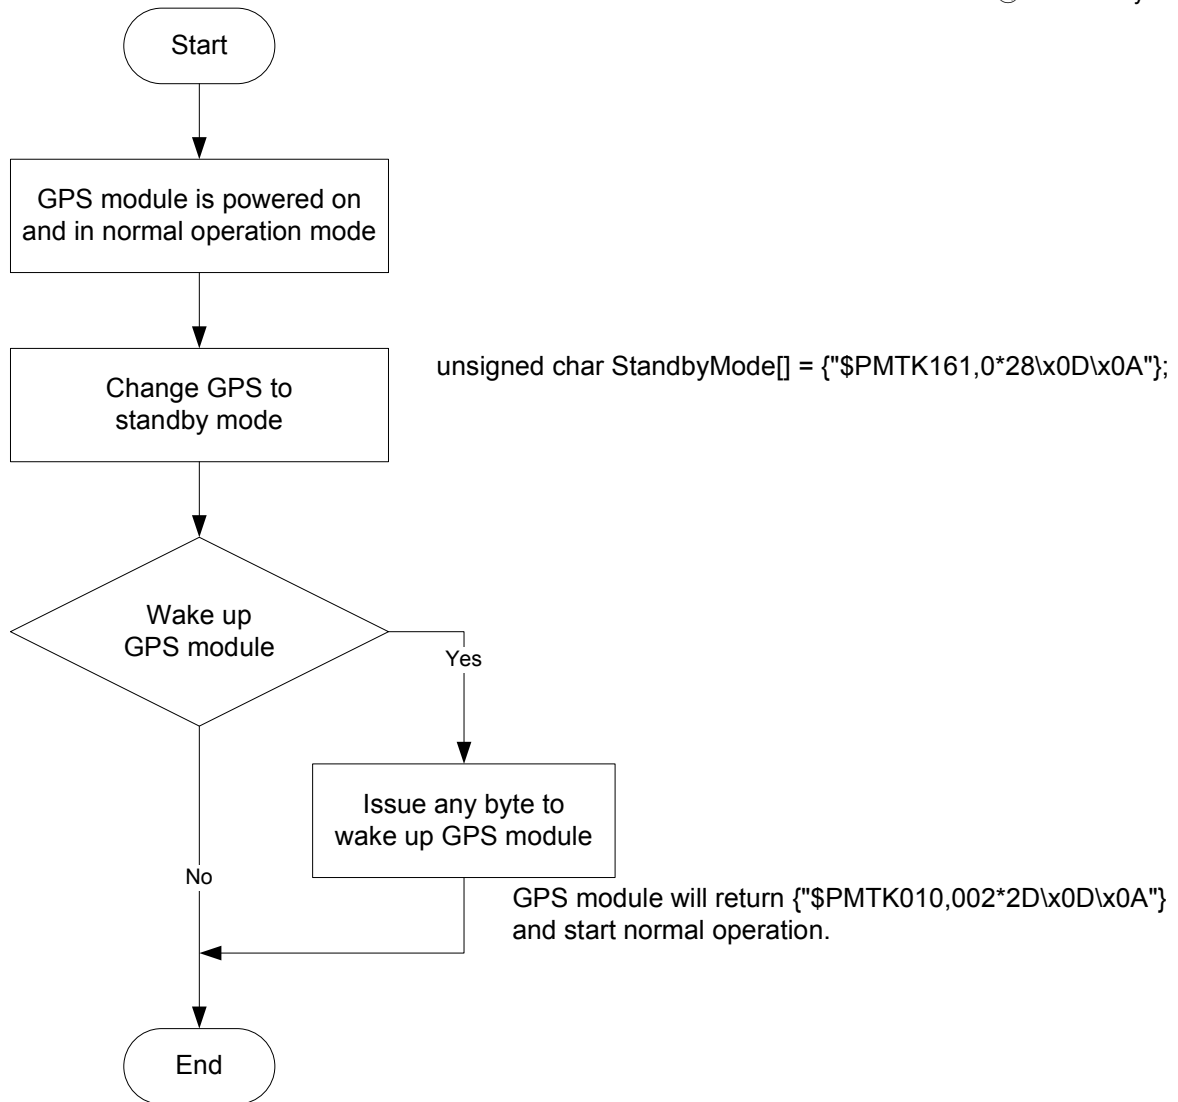 Start
GPS module is powered on
and in normal operation mode
Change GPS to
standby mode
unsigned char StandbyMode[] = {"$PMTK161,0*28\x0D\x0A"};
Wake up
GPS module
Yes
Issue any byte to
wake up GPS module
No
GPS module will return {"$PMTK010,002*2D\x0D\x0A"}
and start normal operation.
End